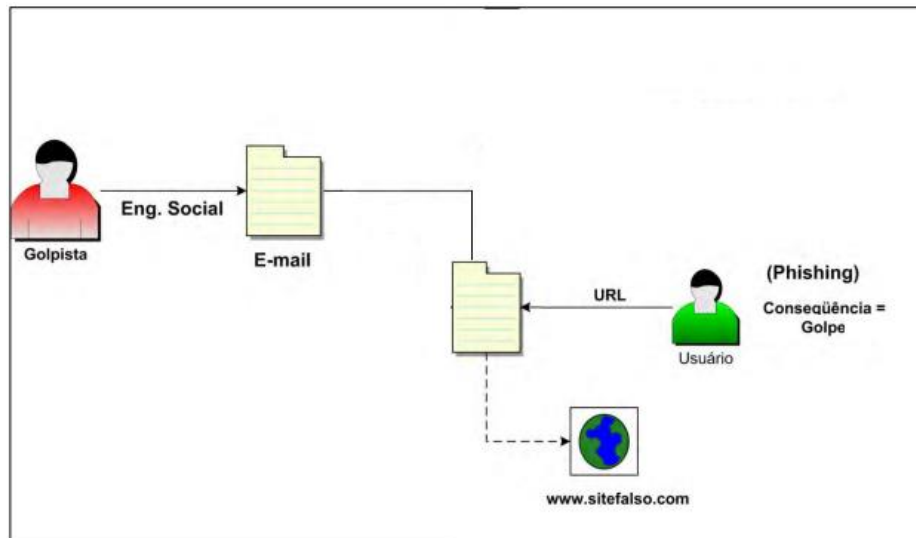 Eng. Social
Golpista
E-mail
URL
(Phishing)
Conseqüência =
Golpe
Usuário
www.sitefalso.com